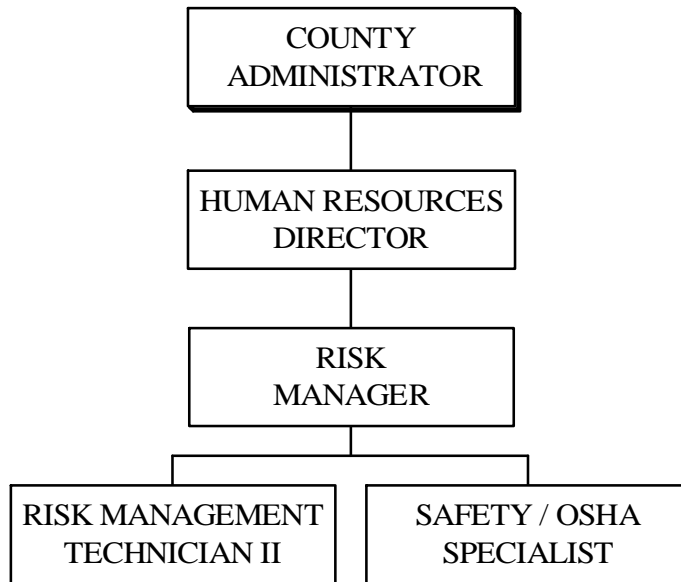 COUNTY
ADMINISTRATOR
HUMAN RESOURCES
DIRECTOR
RISK
MANAGER
RISK MANAGEMENT
TECHNICIAN II
SAFETY / OSHA
SPECIALIST